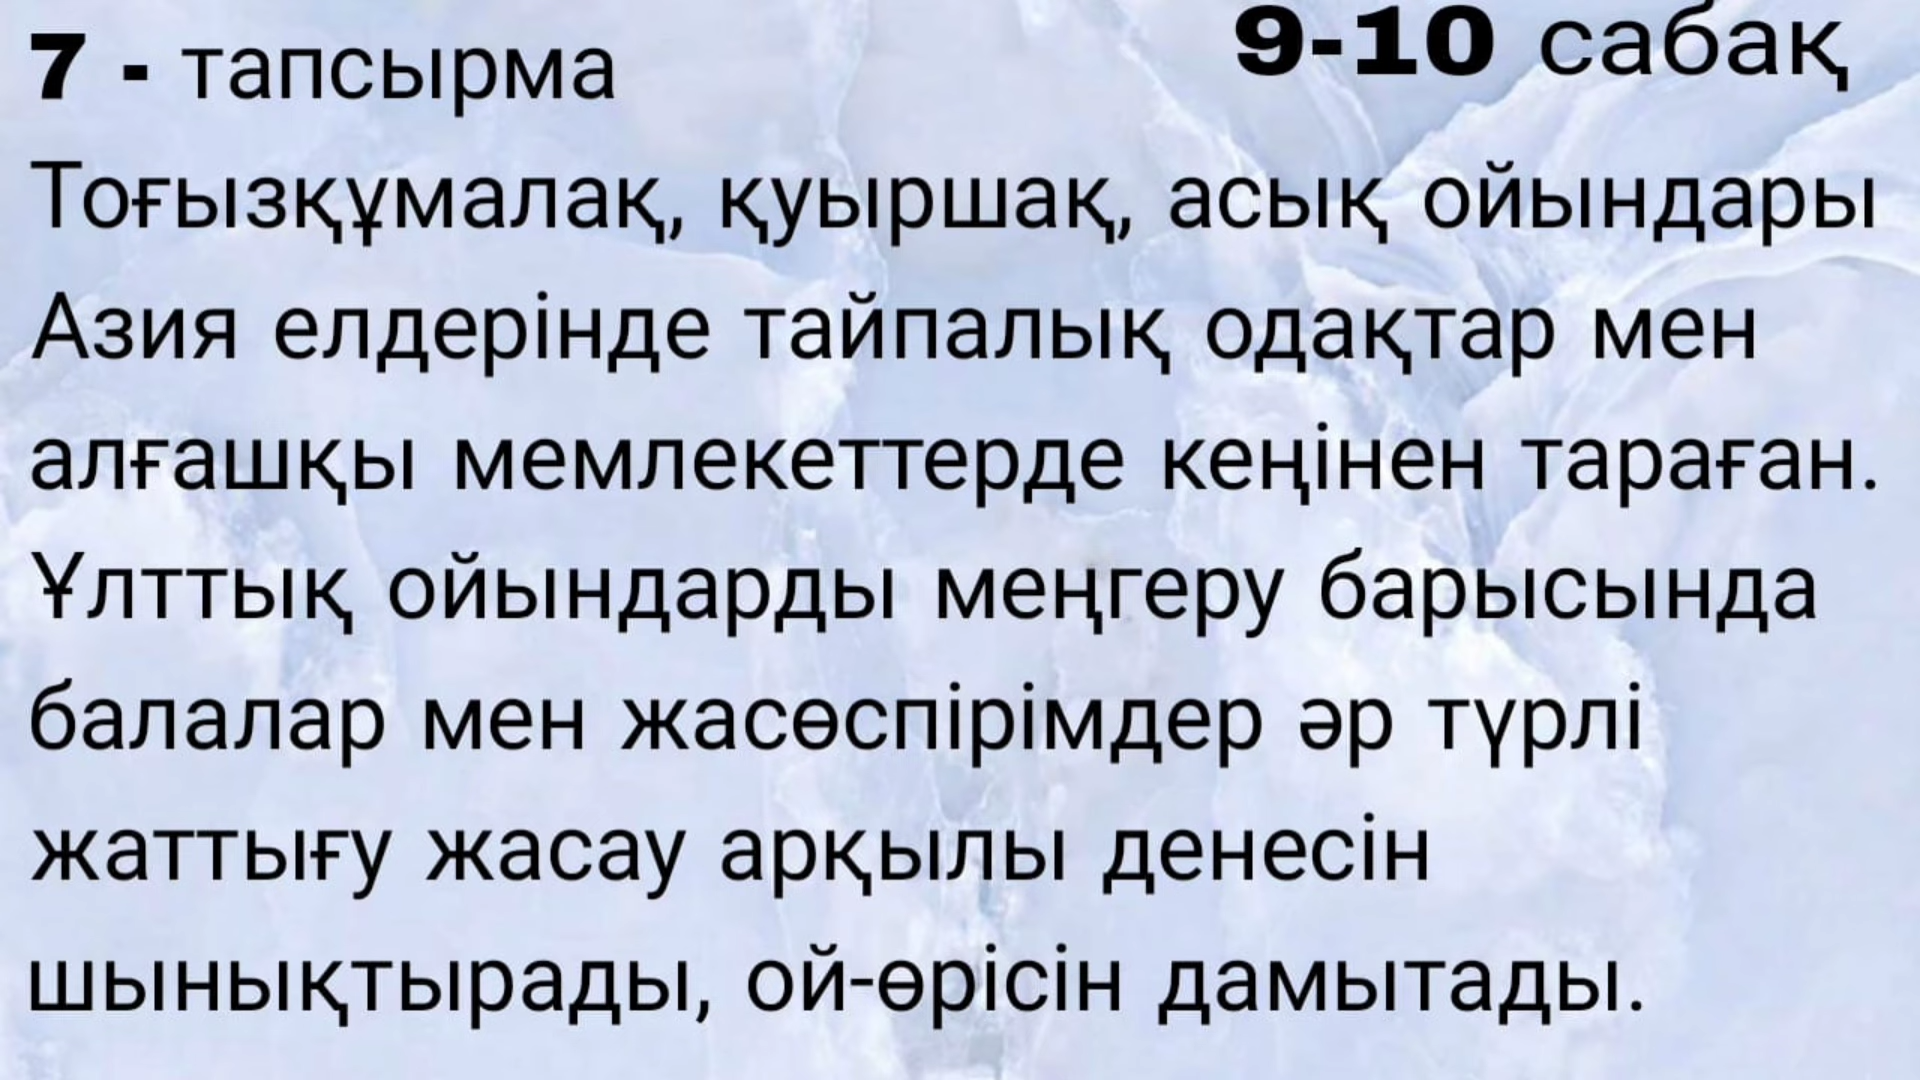 7 - тапсырма
9-10 сабақ
Тоғызқұмалақ, қуыршақ, асық ойындары
Азия елдерінде тайпалық одақтар мен
алғашқы мемлекеттерде кеңінен тараған.
Ұлттық ойындарды меңгеру барысында
балалар мен жасөспірімдер әр түрлі
жаттығу жасау арқылы денесін
шынықтырады, ой-өрісін дамытады.